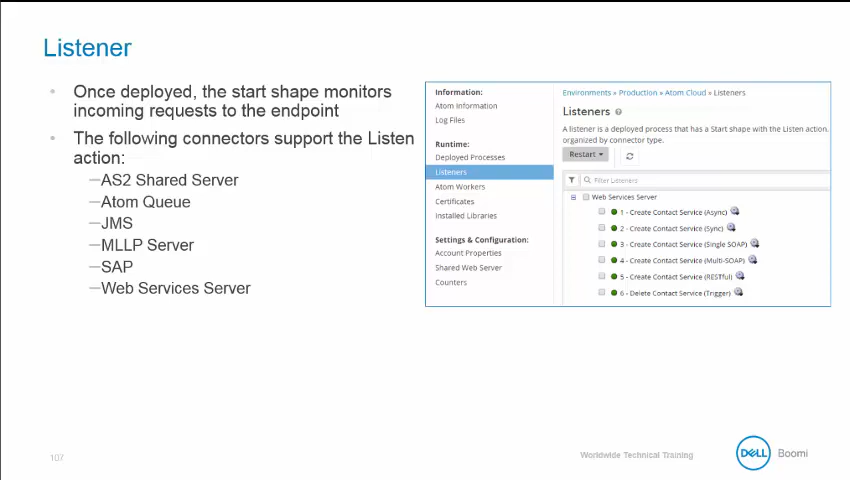 Listener
• Once deployed, the start shape monitors
incoming requests to the endpoint
• The following connectors support the Listen
action:
–AS2 Shared Server
–Atom Queue
–JMS
–MLLP Server
–SAP
–Web Services Server
Information:
Atom Information
Log Files
Runtime:
Deployed Processes
Listeners
Atom Workers
Certificates
Installed Libraries
Settings & Configuration:
Account Properties
Shared Web Server
Counters
Environments » Production » Atom Cloud » Listeners
Listeners
A listener is a deployed process that has a Start shape with the Listen action.
organized by connector type.
Restart
Filter Listeners
Web Services Server
1 - Create Contact Service (Async)
2 - Create Contact Service (Sync)
3 - Create Contact Service (Single SOAP)
4 - Create Contact Service (Multi-SOAP)
5 - Create Contact Service (RESTful)
6 - Delete Contact Service (Trigger)
107
Worldwide Technical Training
DELL
Boomi